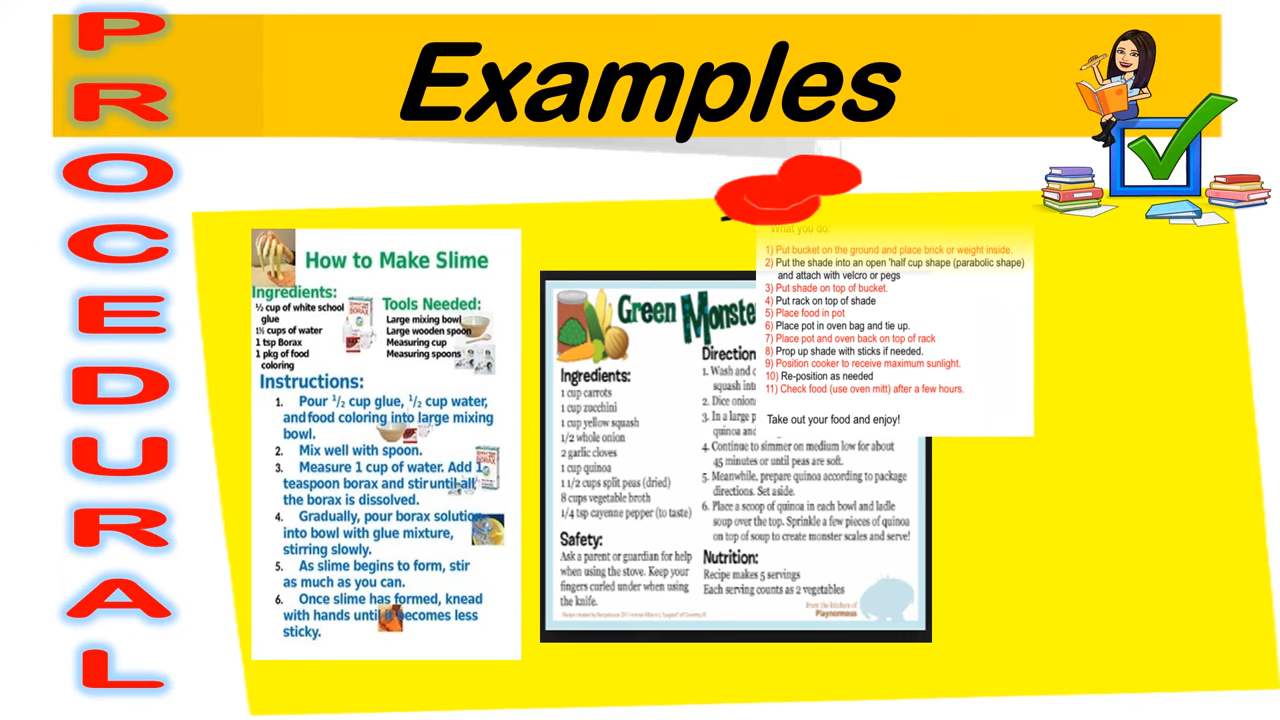 PROCEDURAL
Examples
How to Make Slime
Ingredients:
½ cup of white school
glue
1½ cups of water
1 tsp Borax
1 pkg of food
coloring
Tools Needed:
Large mixing bowl
Large wooden spoon
Measuring cup
Measuring spoons
Instructions:
1. Pour ¹/₂ cup glue, ¹/₂ cup water,
and food coloring into large mixing
bowl.
2. Mix well with spoon.
3. Measure 1 cup of water. Add 1
teaspoon borax and stir until all
the borax is dissolved.
4. Gradually, pour borax solution
into bowl with glue mixture,
stirring slowly.
5. As slime begins to form, stir
as much as you can.
6. Once slime has formed, knead
with hands until it becomes less
sticky.
Green Monste
Ingredients:
1 cup carrots
1 cup zucchini
1 cup yellow squash
1/2 whole onion
2 garlic cloves
1 cup quinoa
1 1/2 cups split peas (dried)
8 cups vegetable broth
1/4 tsp cayenne pepper (to taste)
Safety:
Ask a parent or guardian for help
when using the stove. Keep your
fingers curled under when using
the knife.
Direction
1. Wash and
squash int
2. Dice onion
3. In a large p
quinoa and
4. Continue to simmer on medium low for about
45 minutes or until peas are soft.
5. Meanwhile, prepare quinoa according to package
directions. Set aside.
6. Place a scoop of quinoa in each bowl and ladle
soup over the top. Sprinkle a few pieces of quinoa
on top of soup to create monster scales and serve!
Nutrition:
Recipe makes 5 servings
Each serving counts as 2 vegetables
from the kitchen of
Playnormous
What you do:
1) Put bucket on the ground and place brick or weight inside.
2) Put the shade into an open 'half cup shape (parabolic shape)
and attach with velcro or pegs
3) Put shade on top of bucket.
4) Put rack on top of shade
5) Place food in pot
6) Place pot in oven bag and tie up.
7) Place pot and oven back on top of rack
8) Prop up shade with sticks if needed.
9) Position cooker to receive maximum sunlight.
10) Re-position as needed
11) Check food (use oven mitt) after a few hours.
Take out your food and enjoy!